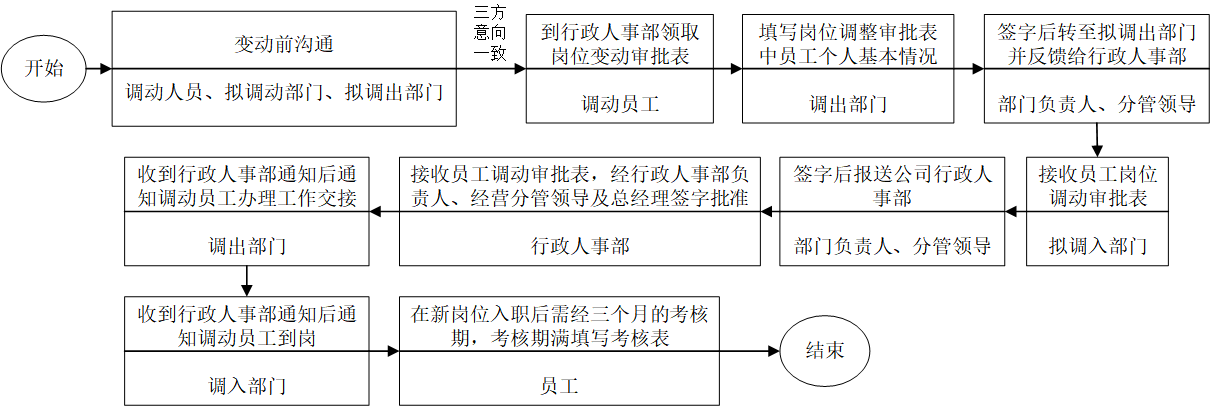 开始
变动前沟通
调动人员、拟调动部门、拟调出部门
三方
意向
一致
到行政人事部领取
岗位变动审批表
调动员工
填写岗位调整审批表
中员工个人基本情况
调出部门
签字后转至拟调出部门
并反馈给行政人事部
部门负责人、分管领导
接收员工岗位
调动审批表
拟调入部门
签字后报送公司行政人
事部
部门负责人、分管领导
接收员工调动审批表，经行政人事部负
责人、经营分管领导及总经理签字批准
行政人事部
收到行政人事部通知后通
知调动员工办理工作交接
调出部门
收到行政人事部通知后通
知调动员工到岗
调入部门
在新岗位入职后需经三个月的考核
期，考核期满填写考核表
员工
结束